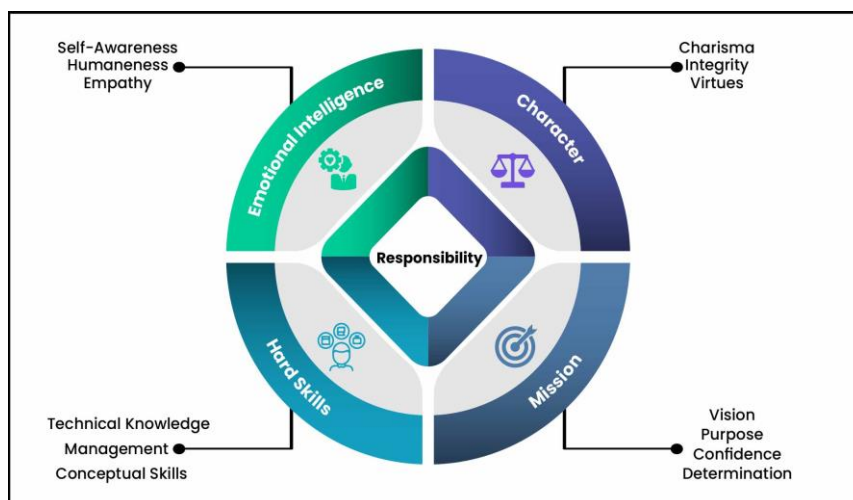 Self-Awareness
Humaneness
Empathy
Charisma
Integrity
Virtues
Emotional Intelligence
Character
Responsibility
Hard Skills
Mission
Technical Knowledge
Management
Conceptual Skills
Vision
Purpose
Confidence
Determination